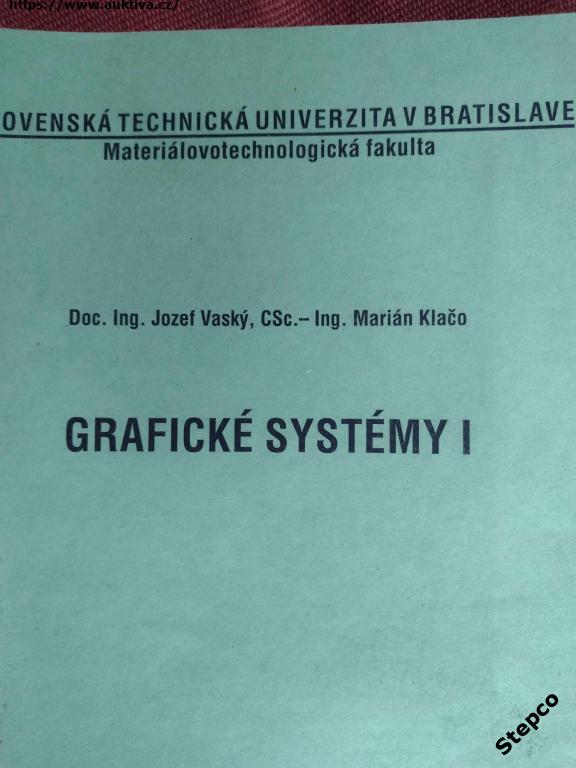 https://www.auktiva.cz/
OVENSKÁ TECHNICKÁ UNIVERZITA V BRATISLAVE
Materiálovotechnologická fakulta
Doc. Ing. Jozef Vaský, CSc.– Ing. Marián Klačo
GRAFICKÉ SYSTÉMY I
Stepco